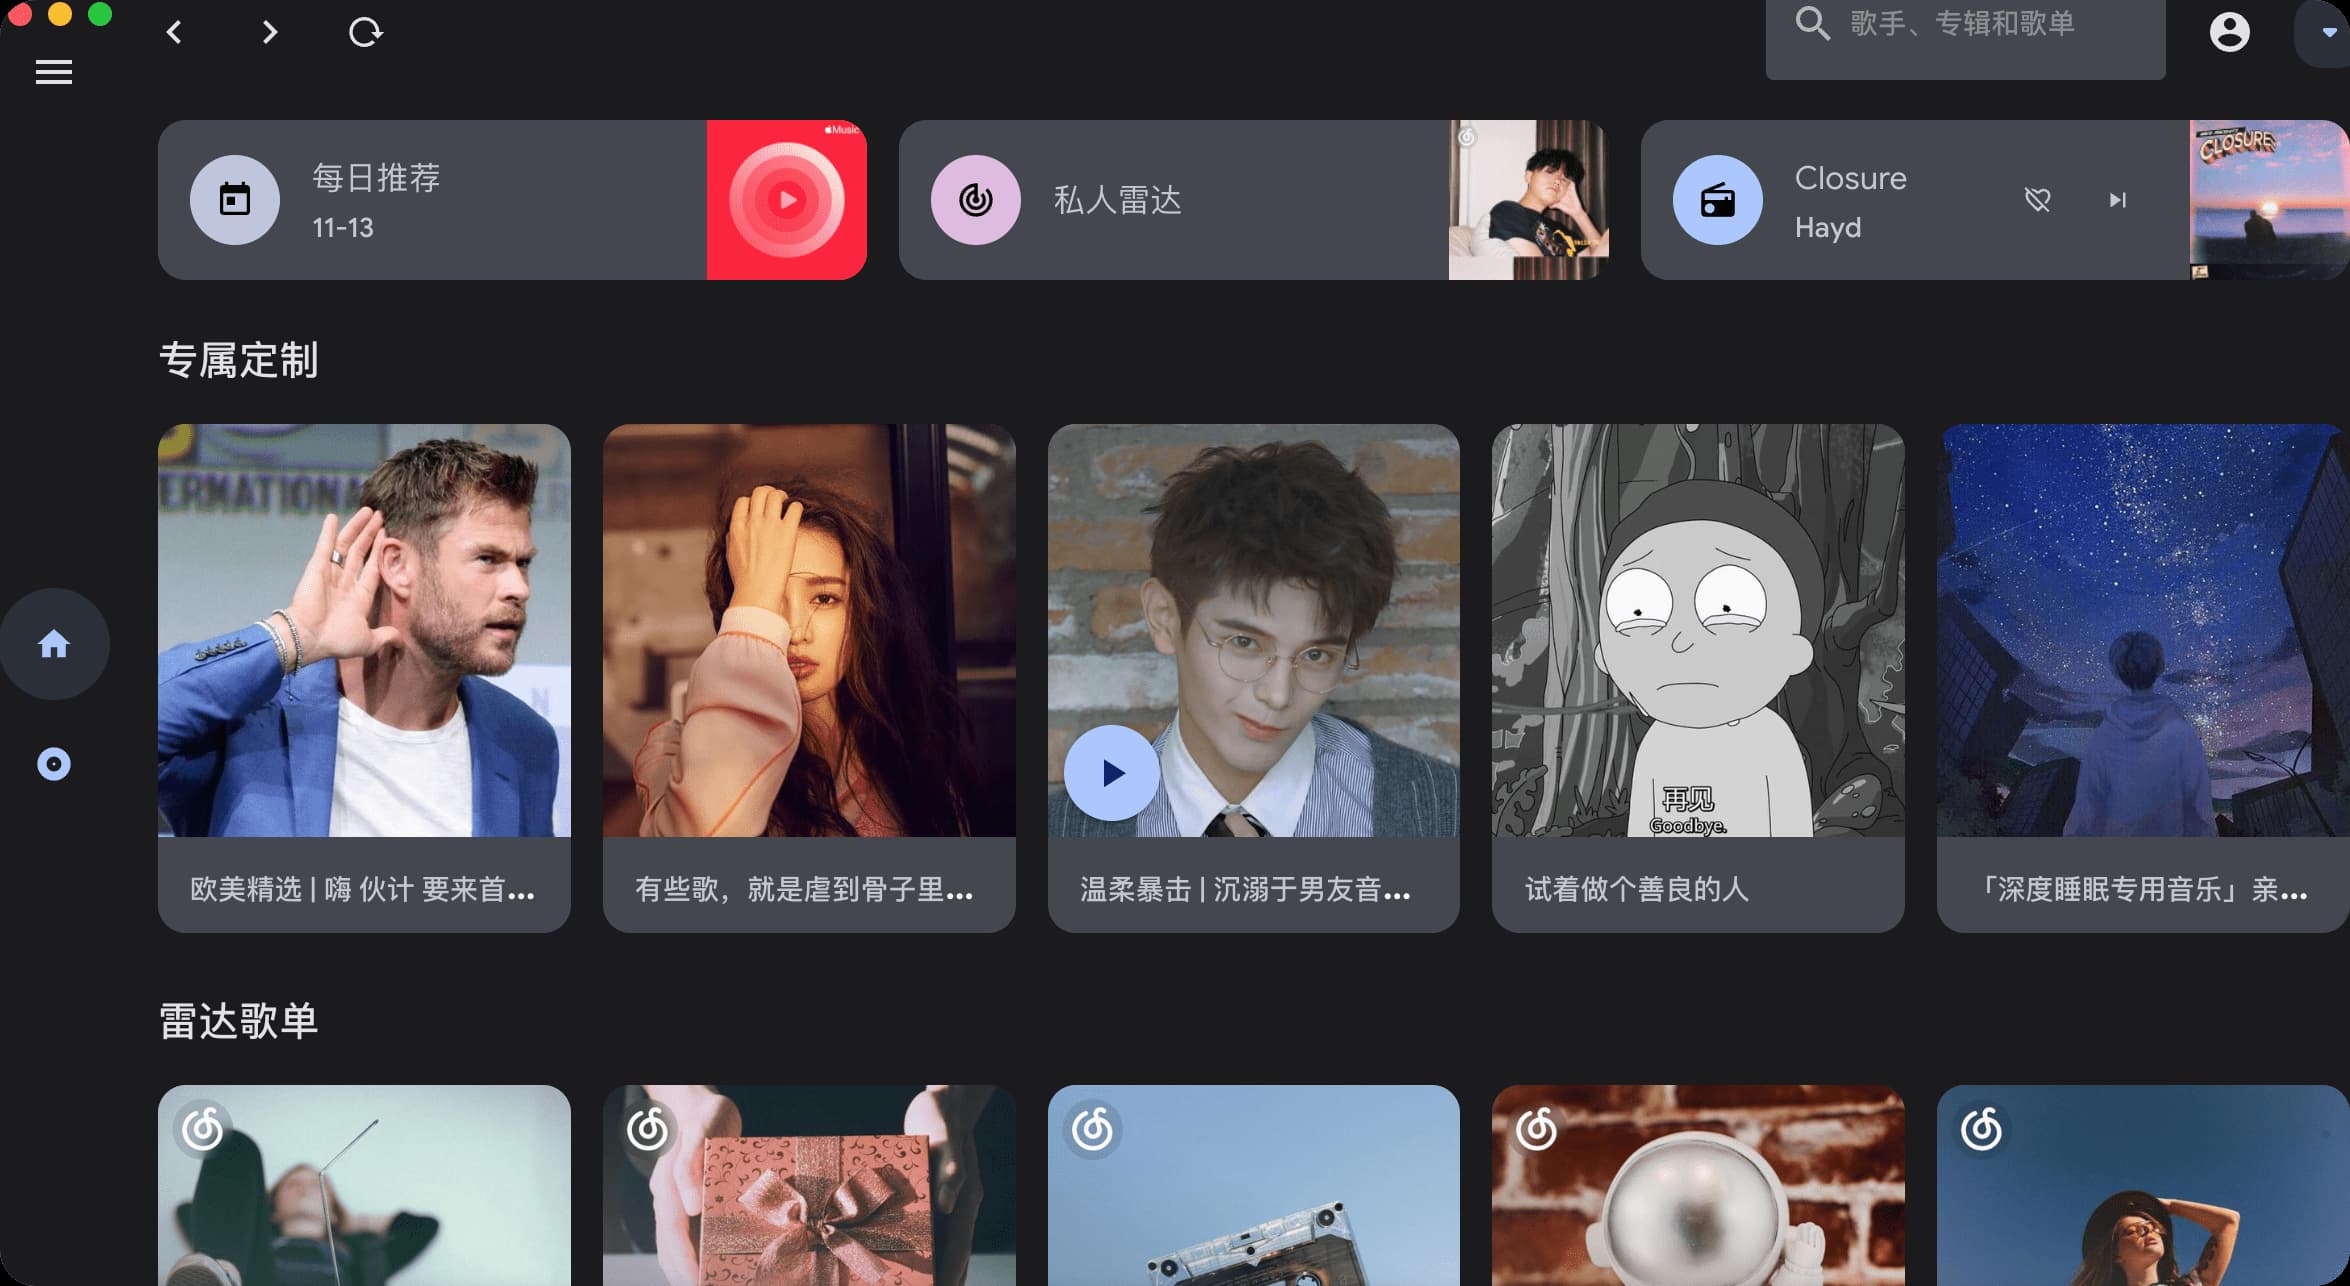 歌手、专辑和歌单
每日推荐
11-13
Music
私人雷达
Closure
Hayd
CLOSURE
专属定制
ERNATIONA
再见
Goodbye.
欧美精选 | 嗨 伙计 要来首...
有些歌，就是虐到骨子里...
温柔暴击 | 沉溺于男友音...
试着做个善良的人
「深度睡眠专用音乐」亲...
雷达歌单